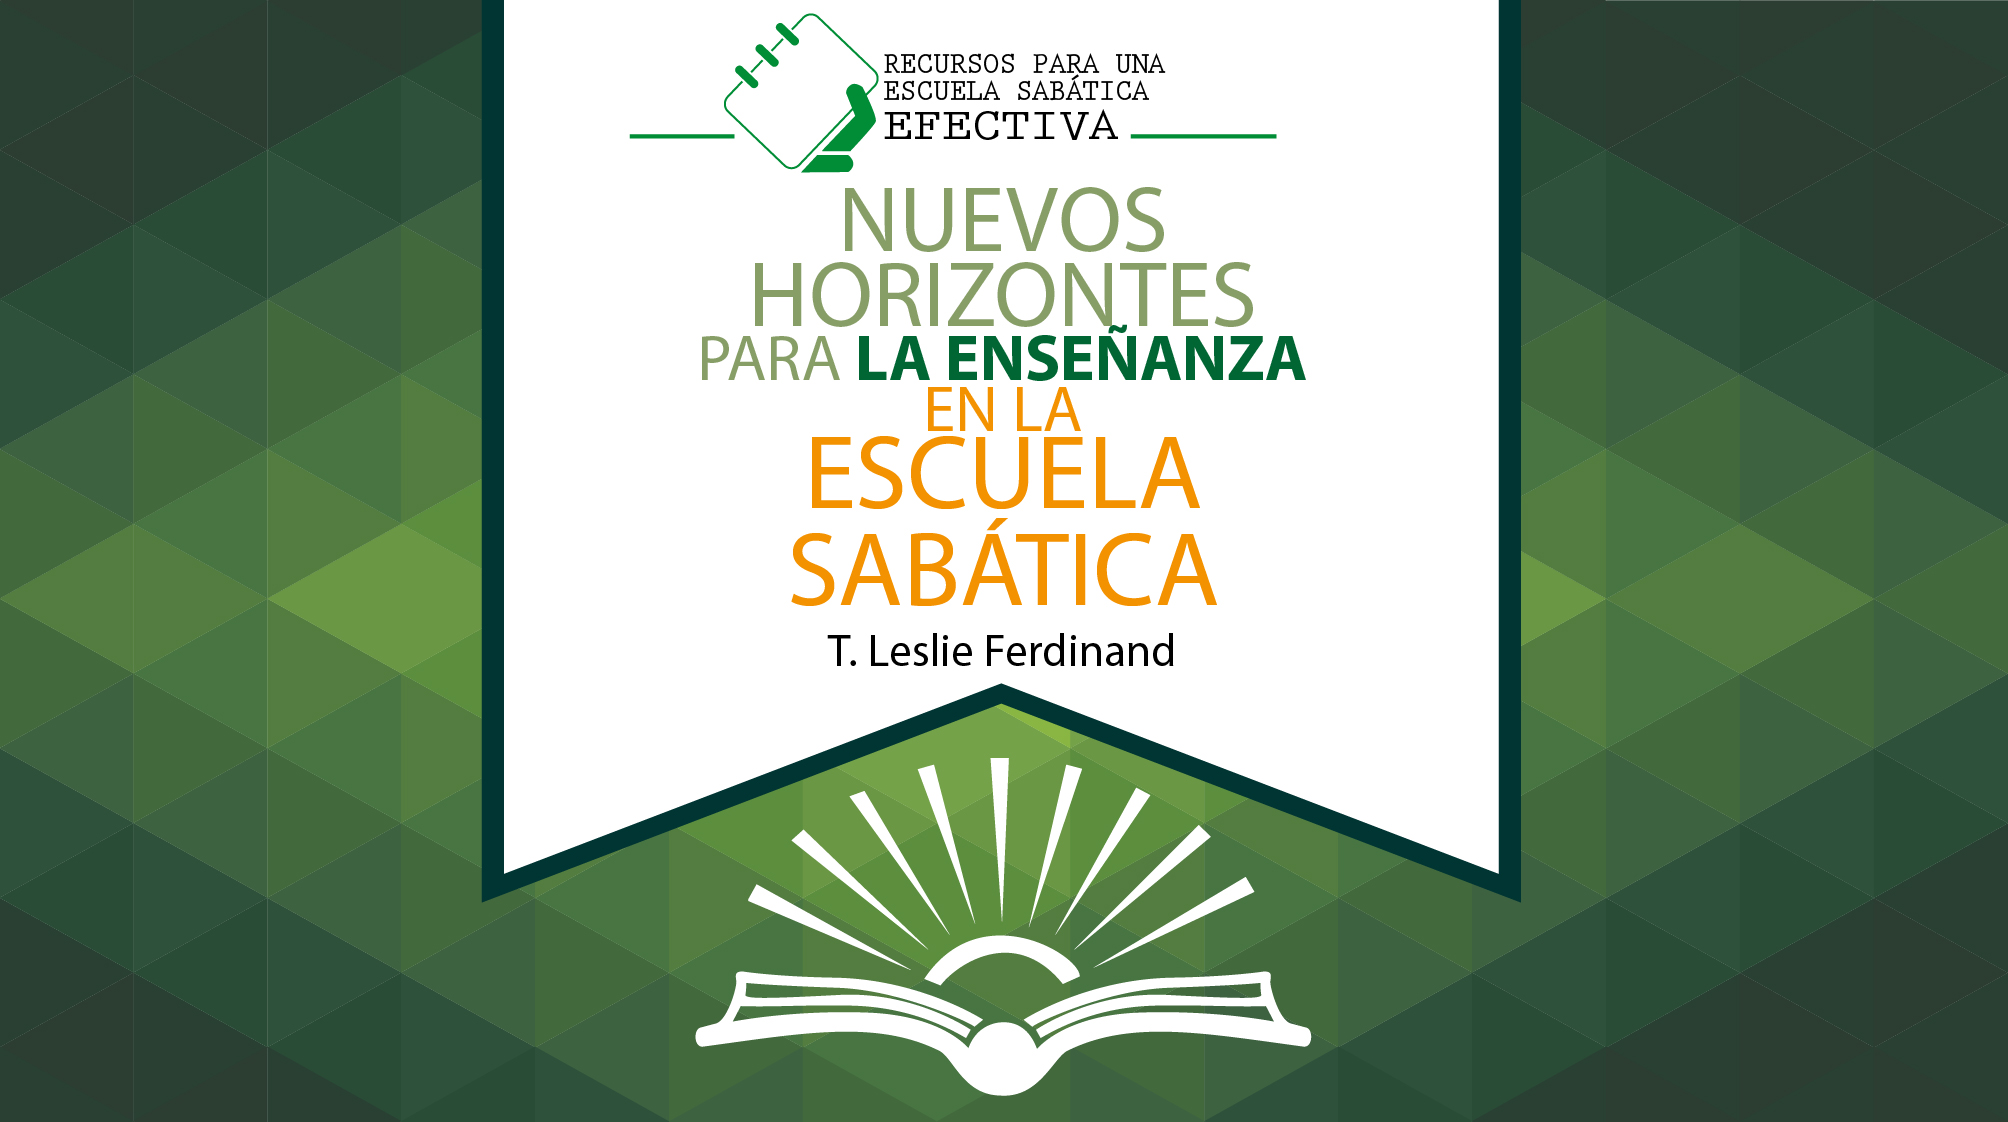 RECURSOS PARA UNA
ESCUELA SABÁTICA
EFECTIVA
NUEVOS
HORIZONTES
PARA LA ENSEÑANZA
EN LA
ESCUELA
SABÁTICA
T. Leslie Ferdinand